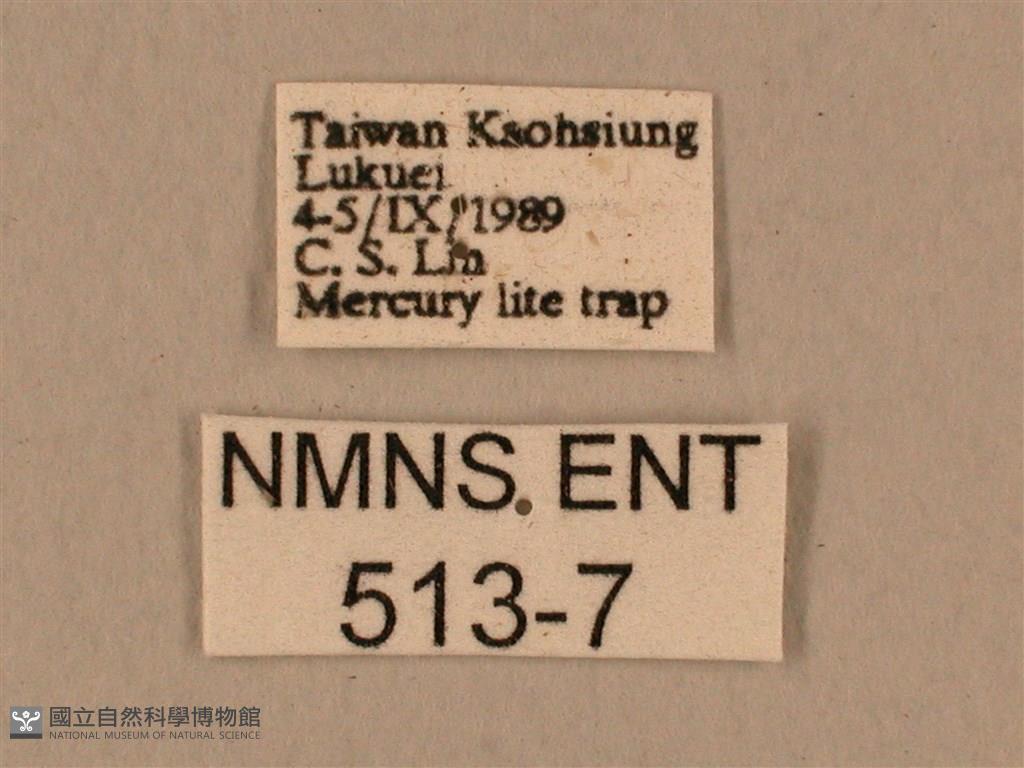 Taiwan Kaohsiung
Lukuei
4-5/IX/1989
C. S. Lin
Mercury lite trap
NMNS ENT
513-7
國立自然科學博物館
NATIONAL MUSEUM OF NATURAL SCIENCE